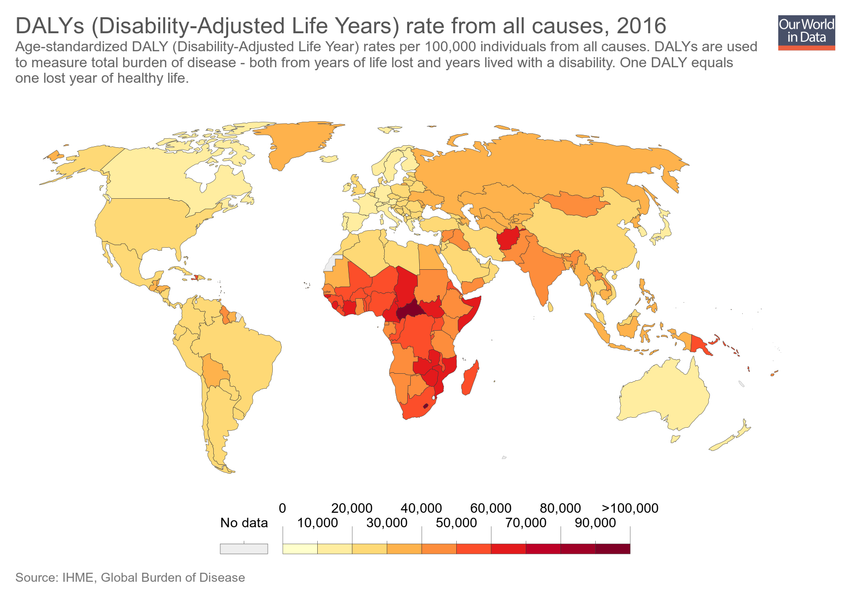 DALYs (Disability-Adjusted Life Years) rate from all causes, 2016
Our World
in Data
Age-standardized DALY (Disability-Adjusted Life Year) rates per 100,000 individuals from all causes. DALYs are used
to measure total burden of disease - both from years of life lost and years lived with a disability. One DALY equals
one lost year of healthy life.
0 20,000 40,000 60,000 80,000 >100,000
No data 10,000 30,000 50,000 70,000 90,000
Source: IHME, Global Burden of Disease